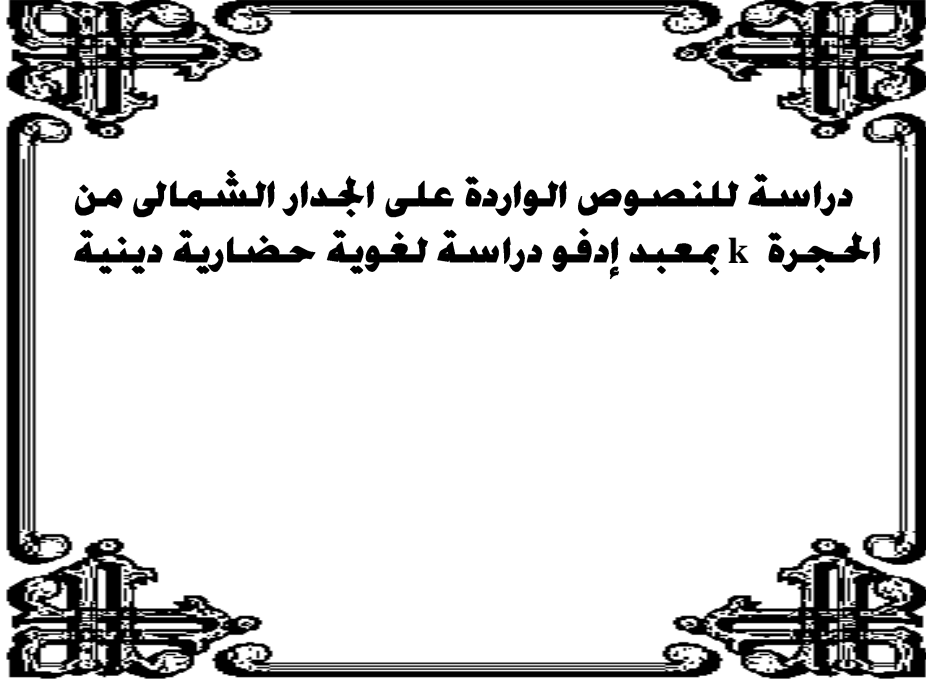 دراسة للنصوص الواردة على الجدار الشمالى من
الحجرة k بمعبد إدفو دراسة لغوية حضارية دينية